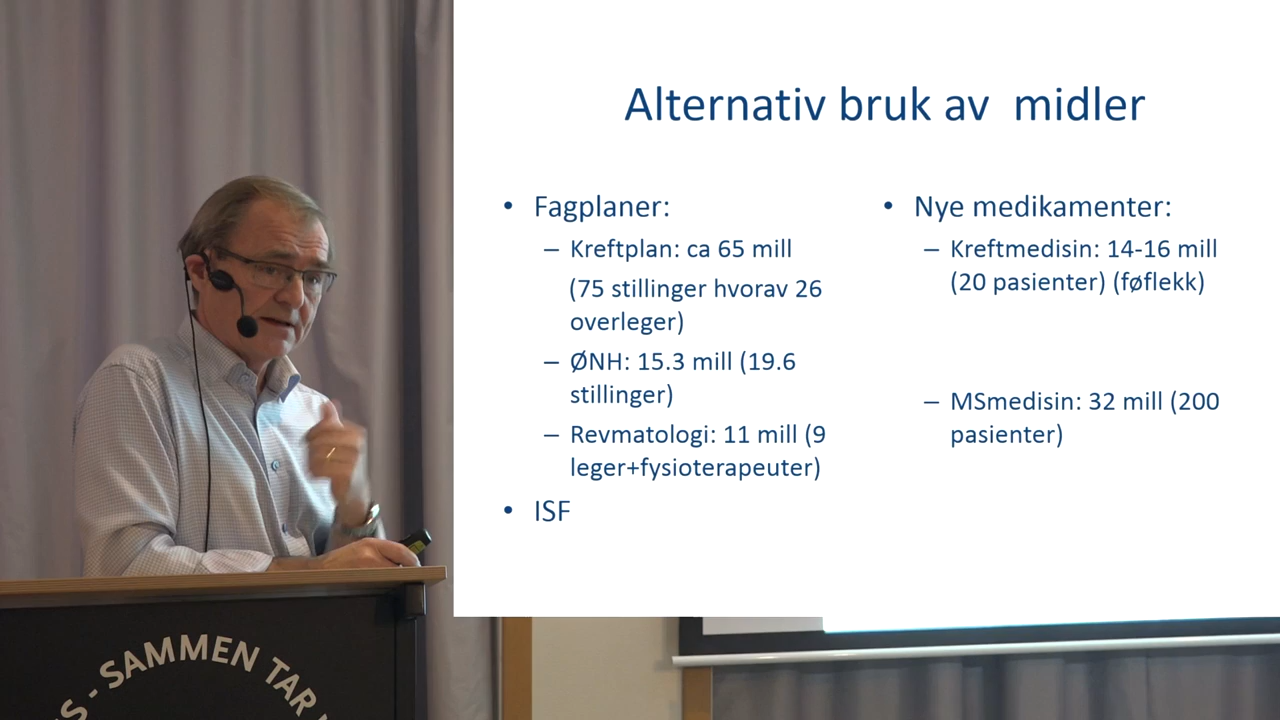 Alternativ bruk av  midler
• Fagplaner:
– Kreftplan: ca 65 mill
(75 stillinger hvorav 26
overleger)
– ØNH: 15.3 mill (19.6
stillinger)
– Revmatologi: 11 mill (9
leger+fysioterapeuter)
• ISF
• Nye medikamenter:
– Kreftmedisin: 14-16 mill
(20 pasienter) (føflekk)
– MSmedisin: 32 mill (200
pasienter)
S - SAMMEN TAR